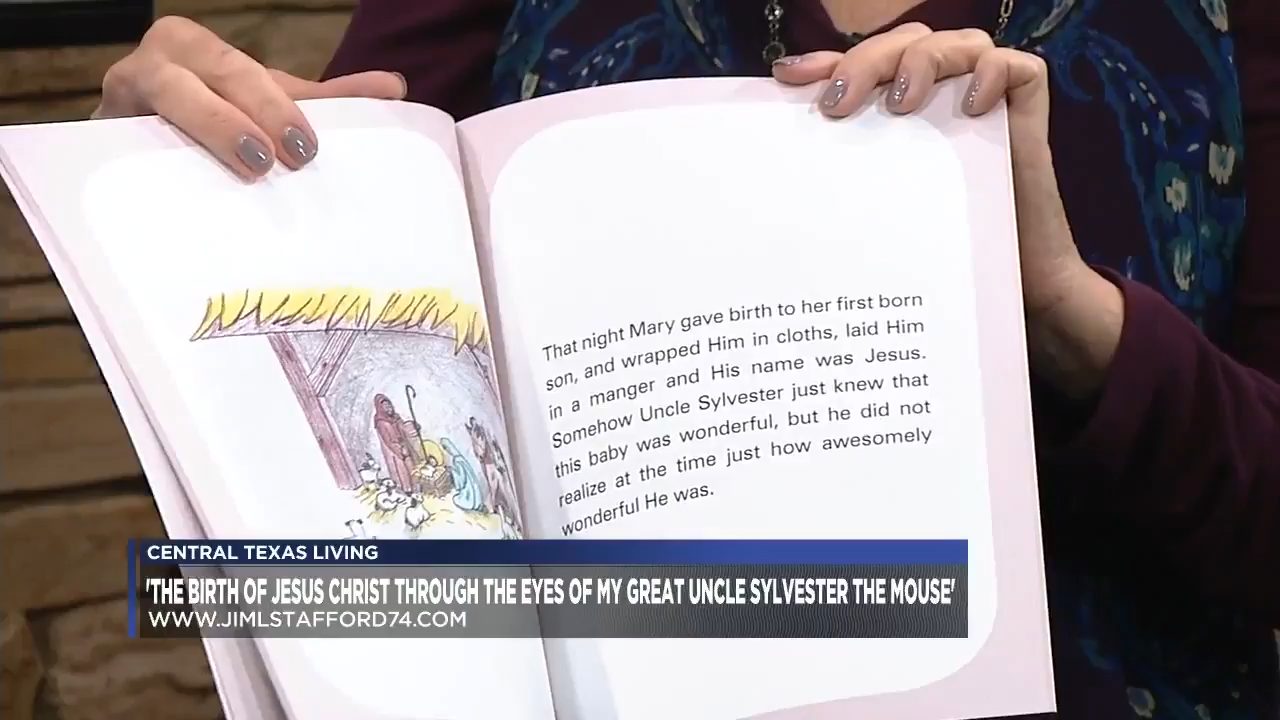 That night Mary gave birth to her first born
son, and wrapped Him in cloths, laid Him
in a manger and His name was Jesus.
Somehow Uncle Sylvester just knew that
this baby was wonderful, but he did not
realize at the time just how awesomely
wonderful He was.
CENTRAL TEXAS LIVING
'THE BIRTH OF JESUS CHRIST THROUGH THE EYES OF MY GREAT UNCLE SYLVESTER THE MOUSE'
WWW.JIMLSTAFFORD74.COM